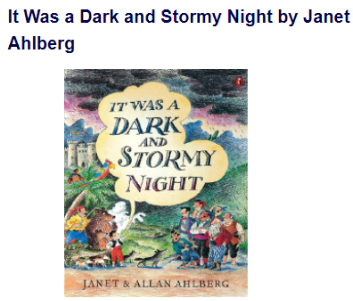 It Was a Dark and Stormy Night by Janet
Ahlberg
IT WAS A
DARK
AND
STORMY
NIGHT
JANET & ALLAN AHLBERG